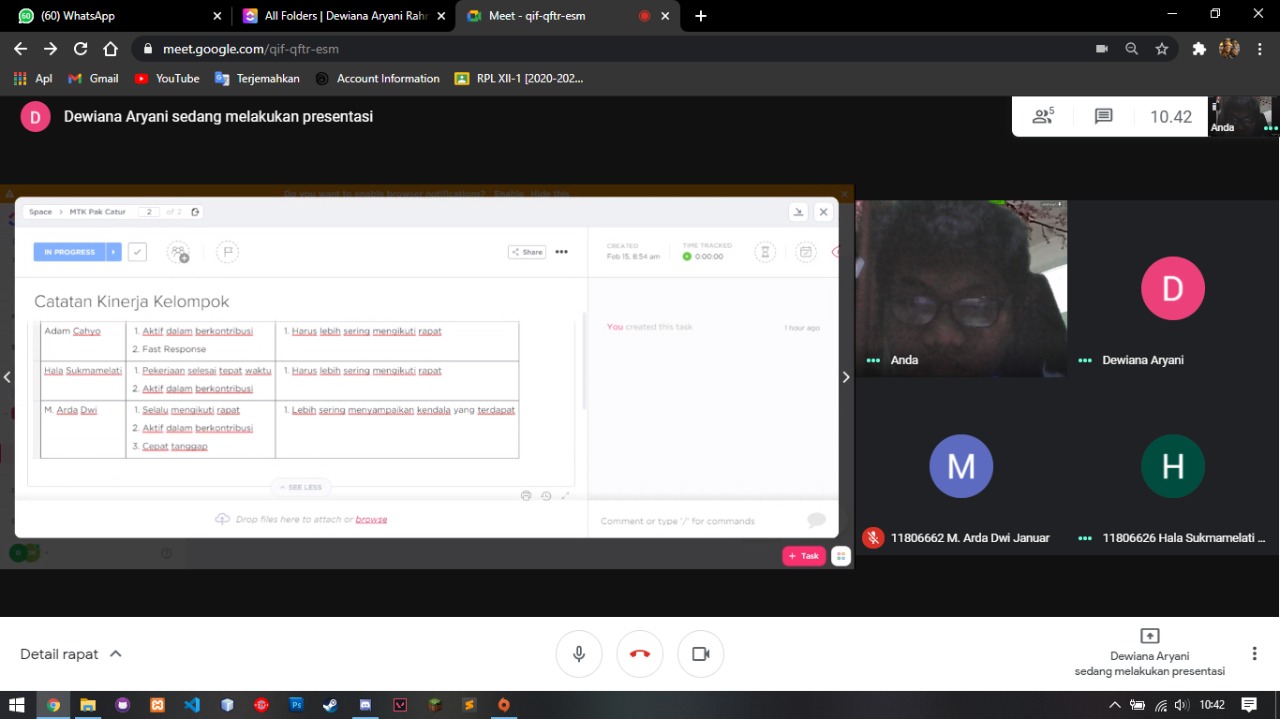 (60) WhatsApp
All Folders | Dewiana Aryani Rahr
Meet - qif-qftr-esm
meet.google.com/qif-qftr-esm
Apl
Gmail
YouTube
Terjemahkan
Account Information
RPL XII-1 [2020-202...
D
Dewiana Aryani sedang melakukan presentasi
5
10.42
Anda
Do you want to enable browser notifications? Enable Hide this
Space > MTK Pak Catur 2 of 2
IN PROGRESS
Share
CREATED
Feb 15, 8:54 am
TIME TRACKED
0:00:00
Catatan Kinerja Kelompok
Adam Cahyo
1. Aktif dalam berkontribusi
2. Fast Response
1. Harus lebih sering mengikuti rapat
Hala Sukmamelati
1. Pekerjaan selesai tepat waktu
2. Aktif dalam berkontribusi
1. Harus lebih sering mengikuti rapat
M. Arda Dwi
1. Selalu mengikuti rapat
2. Aktif dalam berkontribusi
3. Cepat tanggap
1. Lebih sering menyampaikan kendala yang terdapat
SEE LESS
Drop files here to attach or browse
You created this task
1 hour ago
Comment or type '/' for commands
+ Task
Anda
D
Dewiana Aryani
M
11806662 M. Arda Dwi Januar
H
11806626 Hala Sukmamelati ...
Detail rapat
Dewiana Aryani
sedang melakukan presentasi
10:42